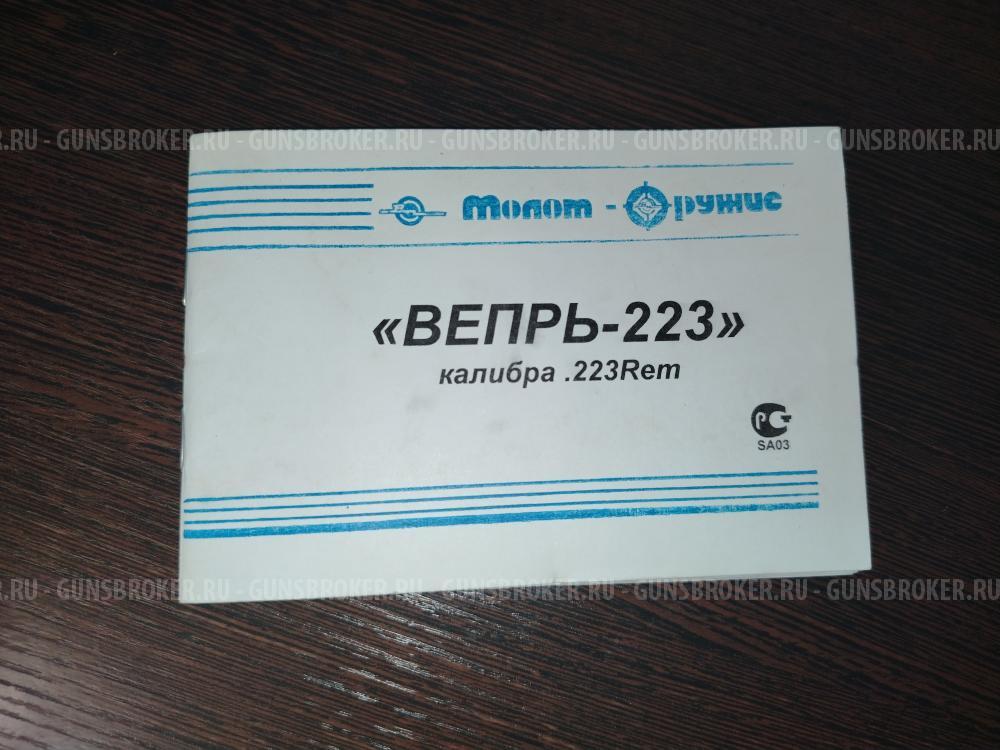 .RU - GUNSBROKER.RU - GUNSBROKER.RU - GUNSBROKER.RU - GUNSBROKER.RU - GUNSBROKER
Молот - Оружие
«ВЕПРЬ-223»
калибра .223Rem
РС
SA03
.RU - GUNSBROKER.RU - GUNSBROKER.RU - GUNSBROKER.RU - GUNSBROKER.RU - GUNSBROKER